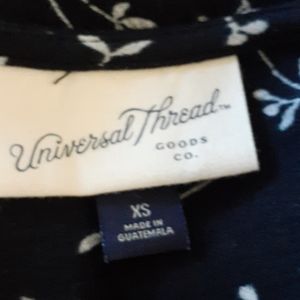 Universal Thread™
GOODS
CO.
XS
MADE IN
GUATEMALA